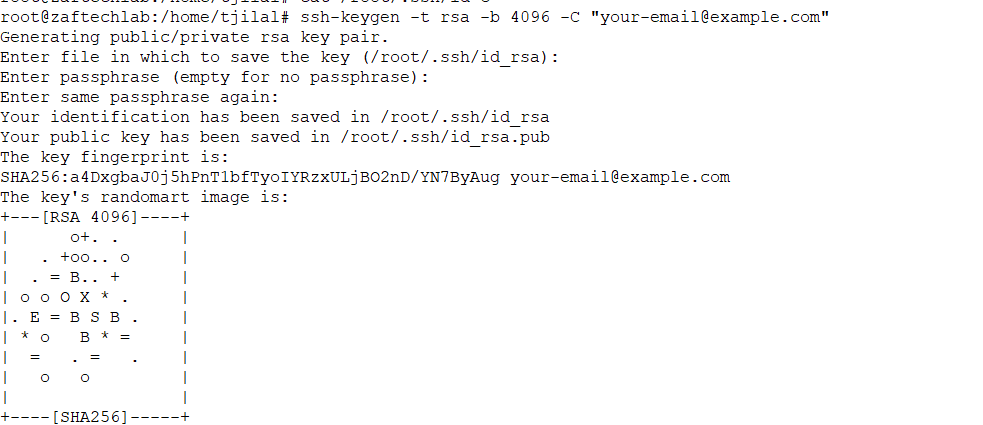 root@zaftechlab:/home/tjilal# ssh-keygen -t rsa -b 4096 -C "your-email@example.com"
Generating public/private rsa key pair.
Enter file in which to save the key (/root/.ssh/id_rsa):
Enter passphrase (empty for no passphrase):
Enter same passphrase again:
Your identification has been saved in /root/.ssh/id_rsa
Your public key has been saved in /root/.ssh/id_rsa.pub
The key fingerprint is:
SHA256:a4DxgbaJ0j5hPnT1bfTyoIYRzxULjBO2nD/YN7ByAug your-email@example.com
The key's randomart image is:
+---[RSA 4096]----+
|      o+. .      |
|   . +oo.. o     |
|  . = B.. +      |
| o o O X * .     |
|. E = B S B .    |
| * o   B * =     |
|  =   . =   .    |
|   o   o         |
|                 |
+----[SHA256]-----+